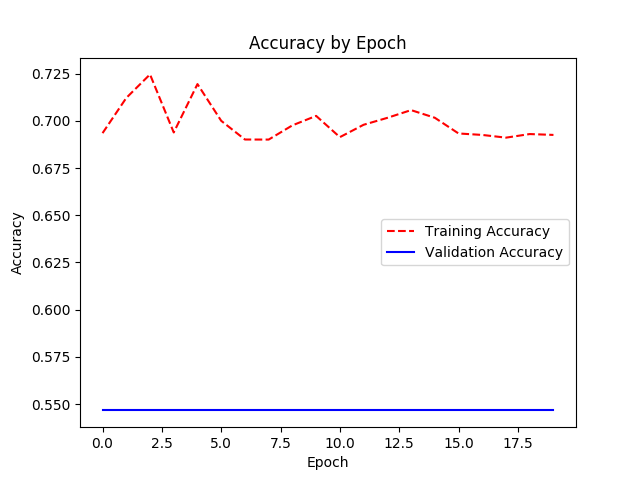 Accuracy by Epoch
0.725
0.700
0.675
0.650
0.625
0.600
0.575
0.550
Accuracy
Training Accuracy
Validation Accuracy
0.0 2.5 5.0 7.5 10.0 12.5 15.0 17.5
Epoch